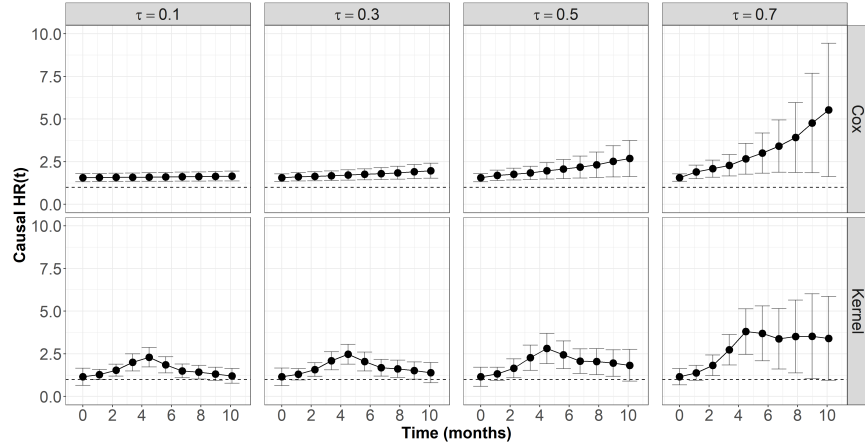 τ = 0.1 τ = 0.3 τ = 0.5 τ = 0.7
Causal HR(t)
10.0
7.5
5.0
2.5
0.0
Cox
10.0
7.5
5.0
2.5
0.0
Kernel
0 2 4 6 8 10 0 2 4 6 8 10 0 2 4 6 8 10 0 2 4 6 8 10
Time (months)